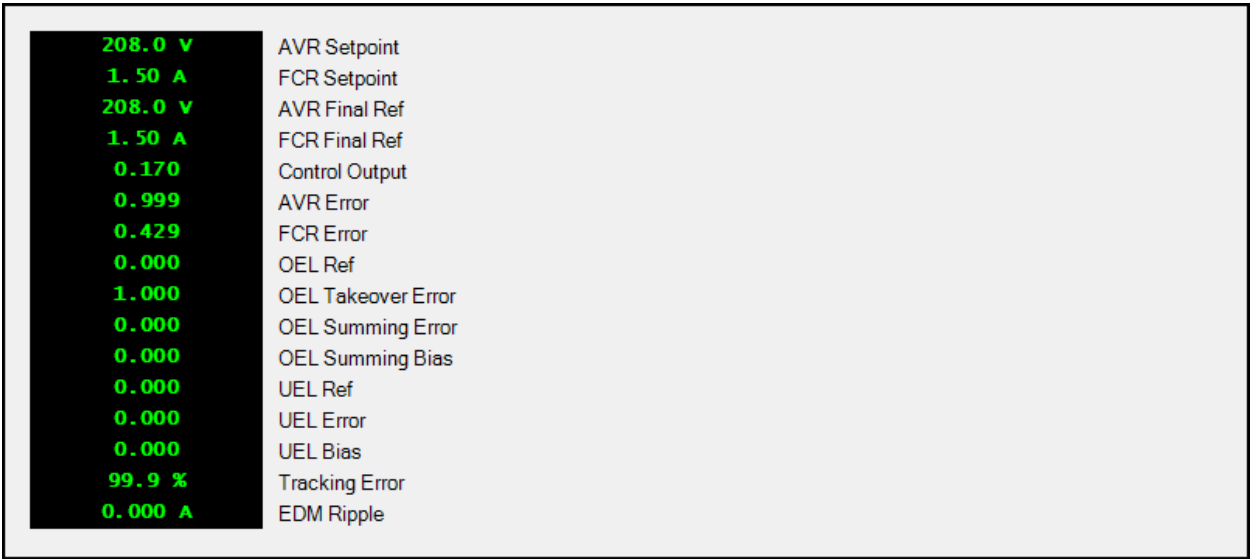 208.0 V AVR Setpoint
1.50 A FCR Setpoint
208.0 V AVR Final Ref
1.50 A FCR Final Ref
0.170 Control Output
0.999 AVR Error
0.429 FCR Error
0.000 OEL Ref
1.000 OEL Takeover Error
0.000 OEL Summing Error
0.000 OEL Summing Bias
0.000 UEL Ref
0.000 UEL Error
0.000 UEL Bias
99.9 % Tracking Error
0.000 A EDM Ripple